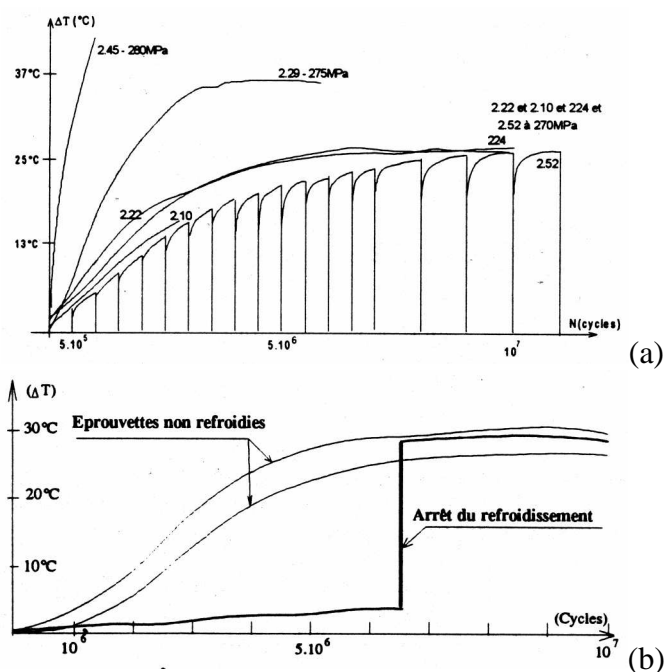 ΔT (°C)
2.45 - 280MPa
37°C
2.29 - 275MPa
2.22 et 2.10 et 224 et
2.52 à 270MPa
224
25°C
2.52
2.22
2.10
13°C
N(cycles)
5.10⁵
5.10⁶
10⁷
(a)
(ΔT)
Eprouvettes non refroidies
30°C
20°C
Arrêt du refroidissement
10°C
(Cycles)
10⁶
5.10⁶
10⁷
(b)